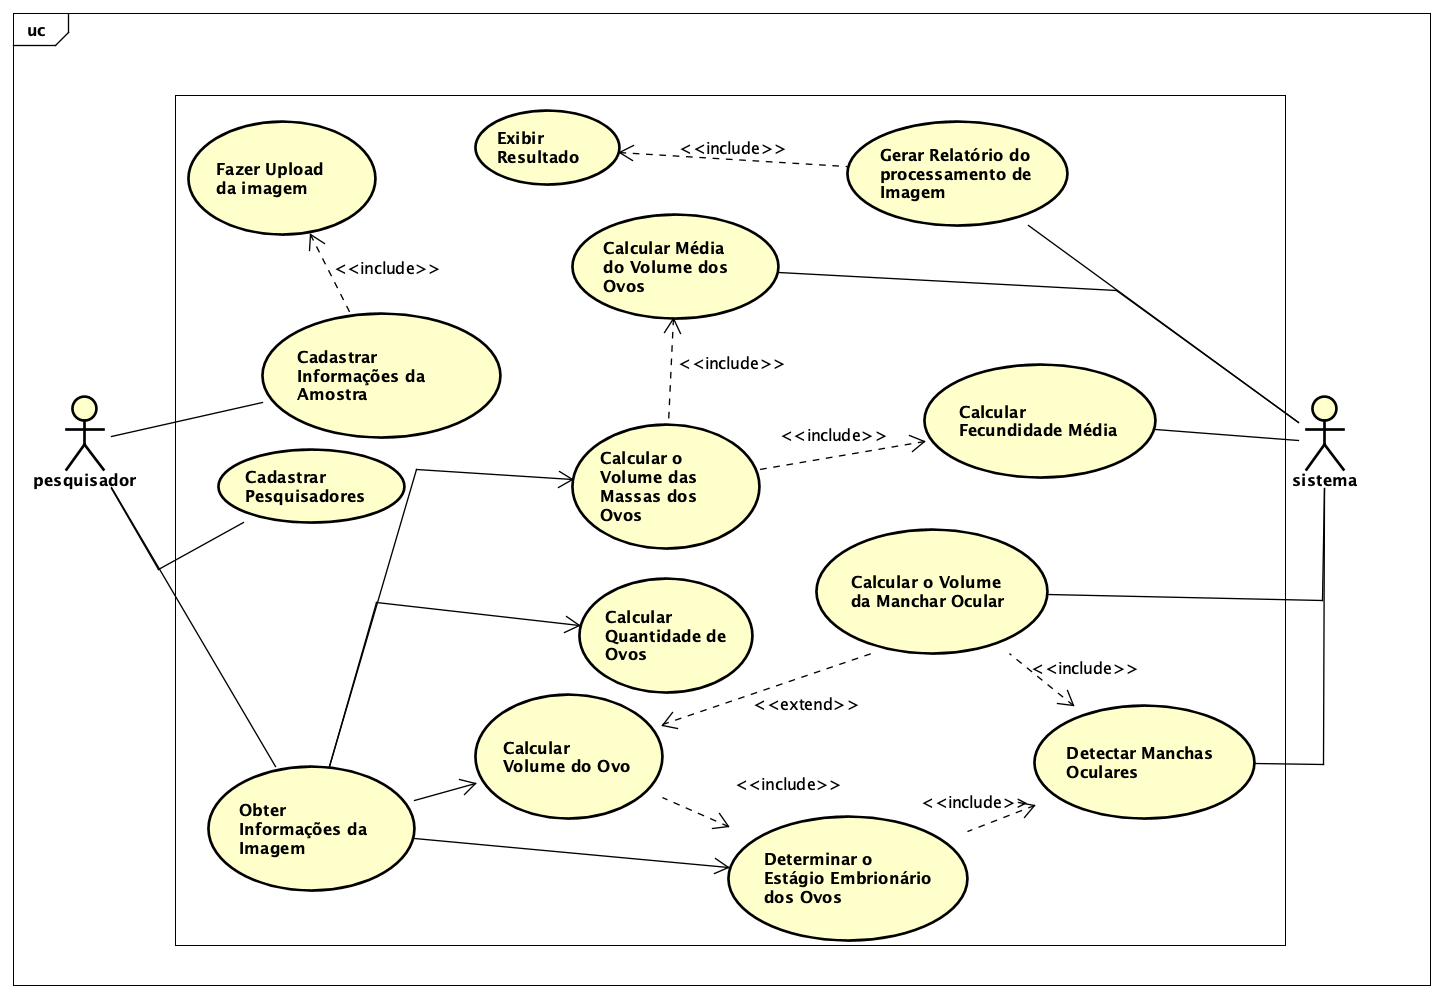 uc
Exibir
Resultado
<<include>>
Gerar Relatório do
processamento de
Imagem
Fazer Upload
da imagem
<<include>>
Calcular Média
do Volume dos
Ovos
<<include>>
Cadastrar
Informações da
Amostra
Calcular
Fecundidade Média
<<include>>
pesquisador
sistema
Cadastrar
Pesquisadores
Calcular o
Volume das
Massas dos
Ovos
Calcular o Volume
da Manchar Ocular
Calcular
Quantidade de
Ovos
<<include>>
<<extend>>
Calcular
Volume do Ovo
Detectar Manchas
Oculares
<<include>>
<<include>>
Obter
Informações da
Imagem
Determinar o
Estágio Embrionário
dos Ovos